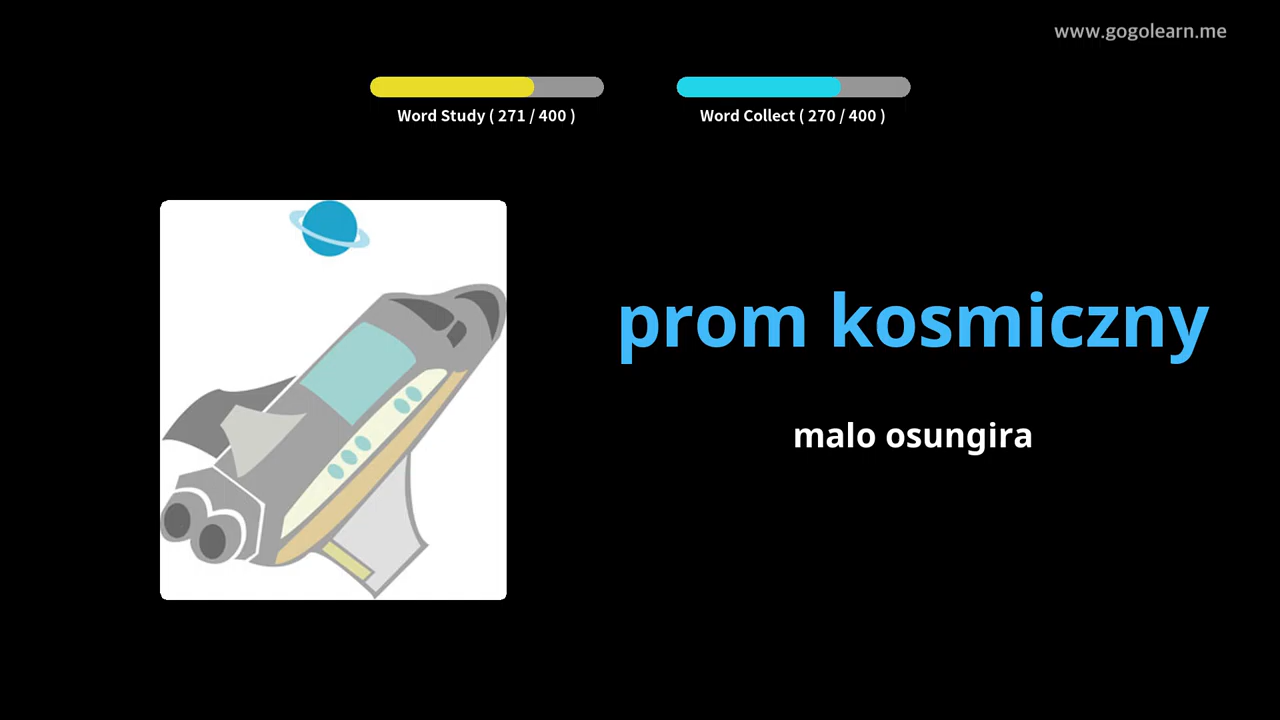 www.gogolearn.me
Word Study ( 271 / 400 )
Word Collect ( 270 / 400 )
prom kosmiczny
malo osungira